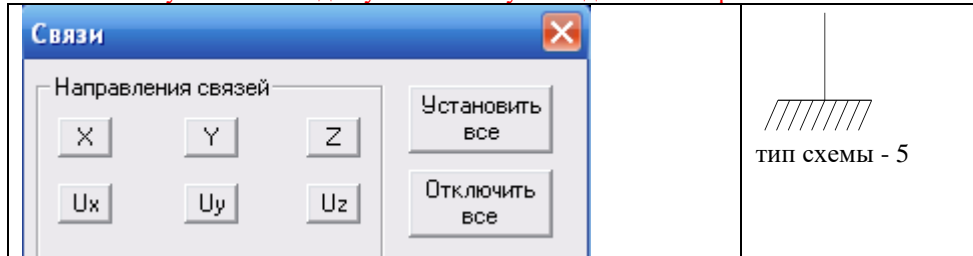 Связи
Направления связей
X Y Z
Ux Uy Uz
Установить
все
Отключить
все
тип схемы - 5